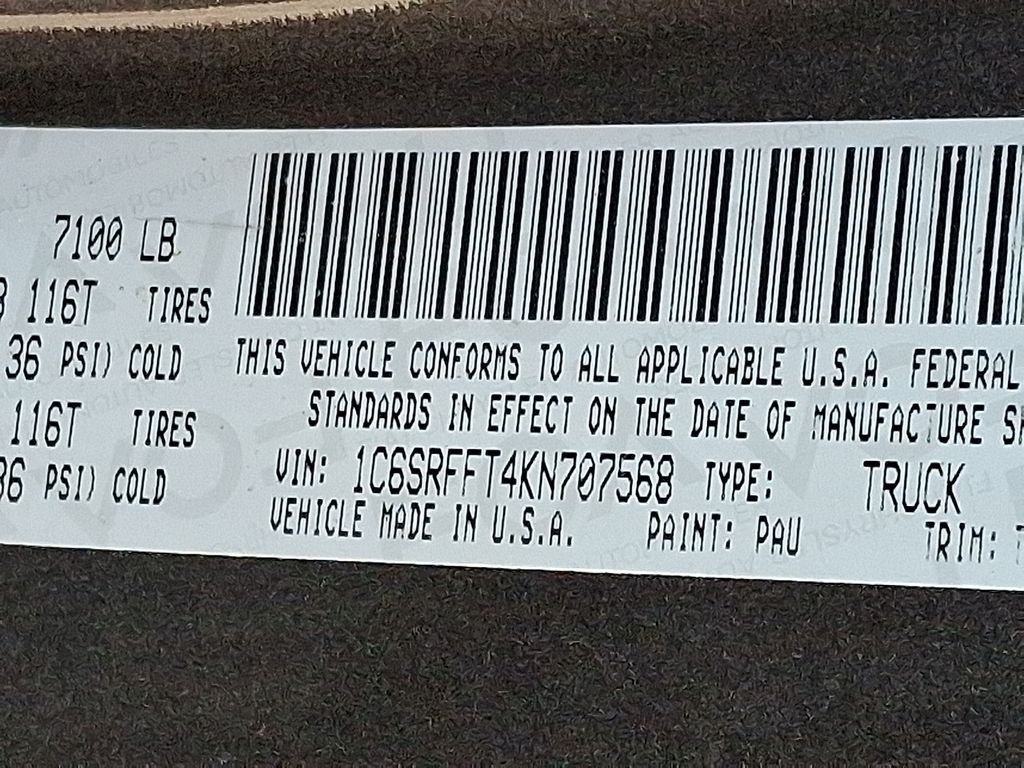 7100 LB
116T TIRES
36 PSI) COLD
116T TIRES
36 PSI) COLD
THIS VEHICLE CONFORMS TO ALL APPLICABLE U.S.A. FEDERAL
STANDARDS IN EFFECT ON THE DATE OF MANUFACTURE
VIN: 1C6SRFFT4KN707568 TYPE: TRUCK
VEHICLE MADE IN U.S.A. PAINT: PAU TRIM: